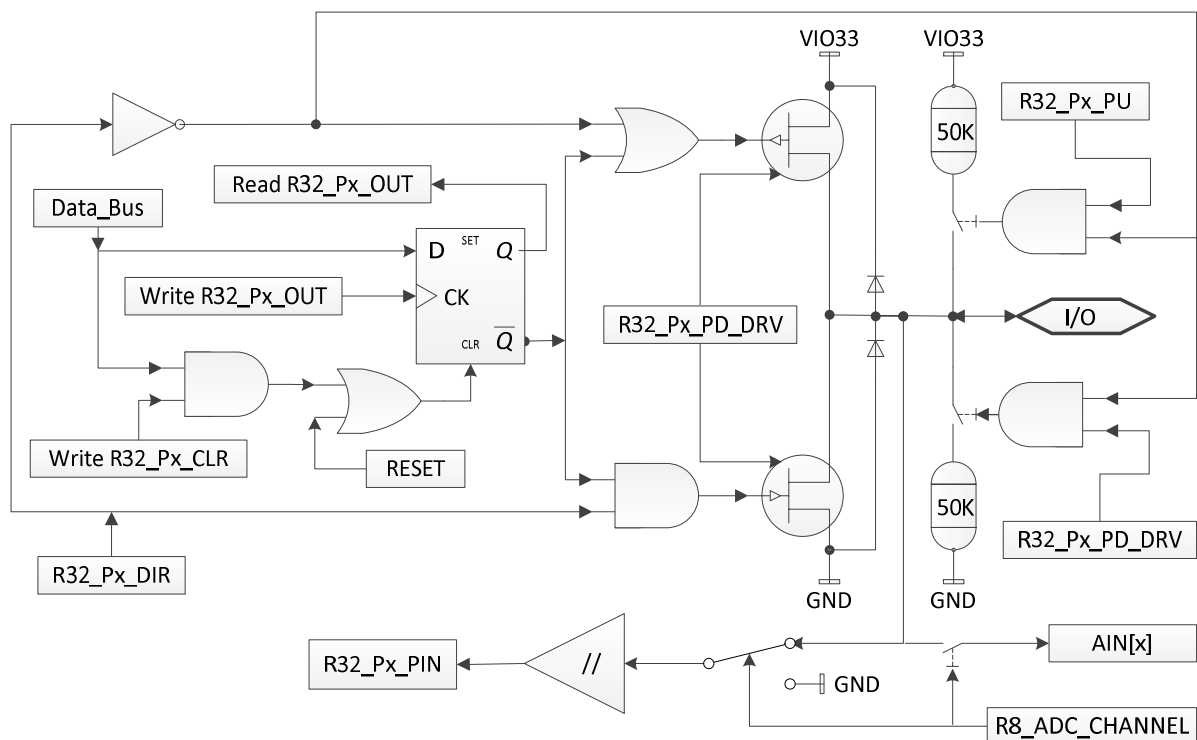 VIO33
VIO33
R32_Px_PU
50K
Read R32_Px_OUT
Data_Bus
D
SET
Q
Write R32_Px_OUT
CK
R32_Px_PD_DRV
I/O
CLR
Q
Write R32_Px_CLR
RESET
50K
R32_Px_PD_DRV
R32_Px_DIR
GND
GND
R32_Px_PIN
//
AIN[x]
GND
R8_ADC_CHANNEL